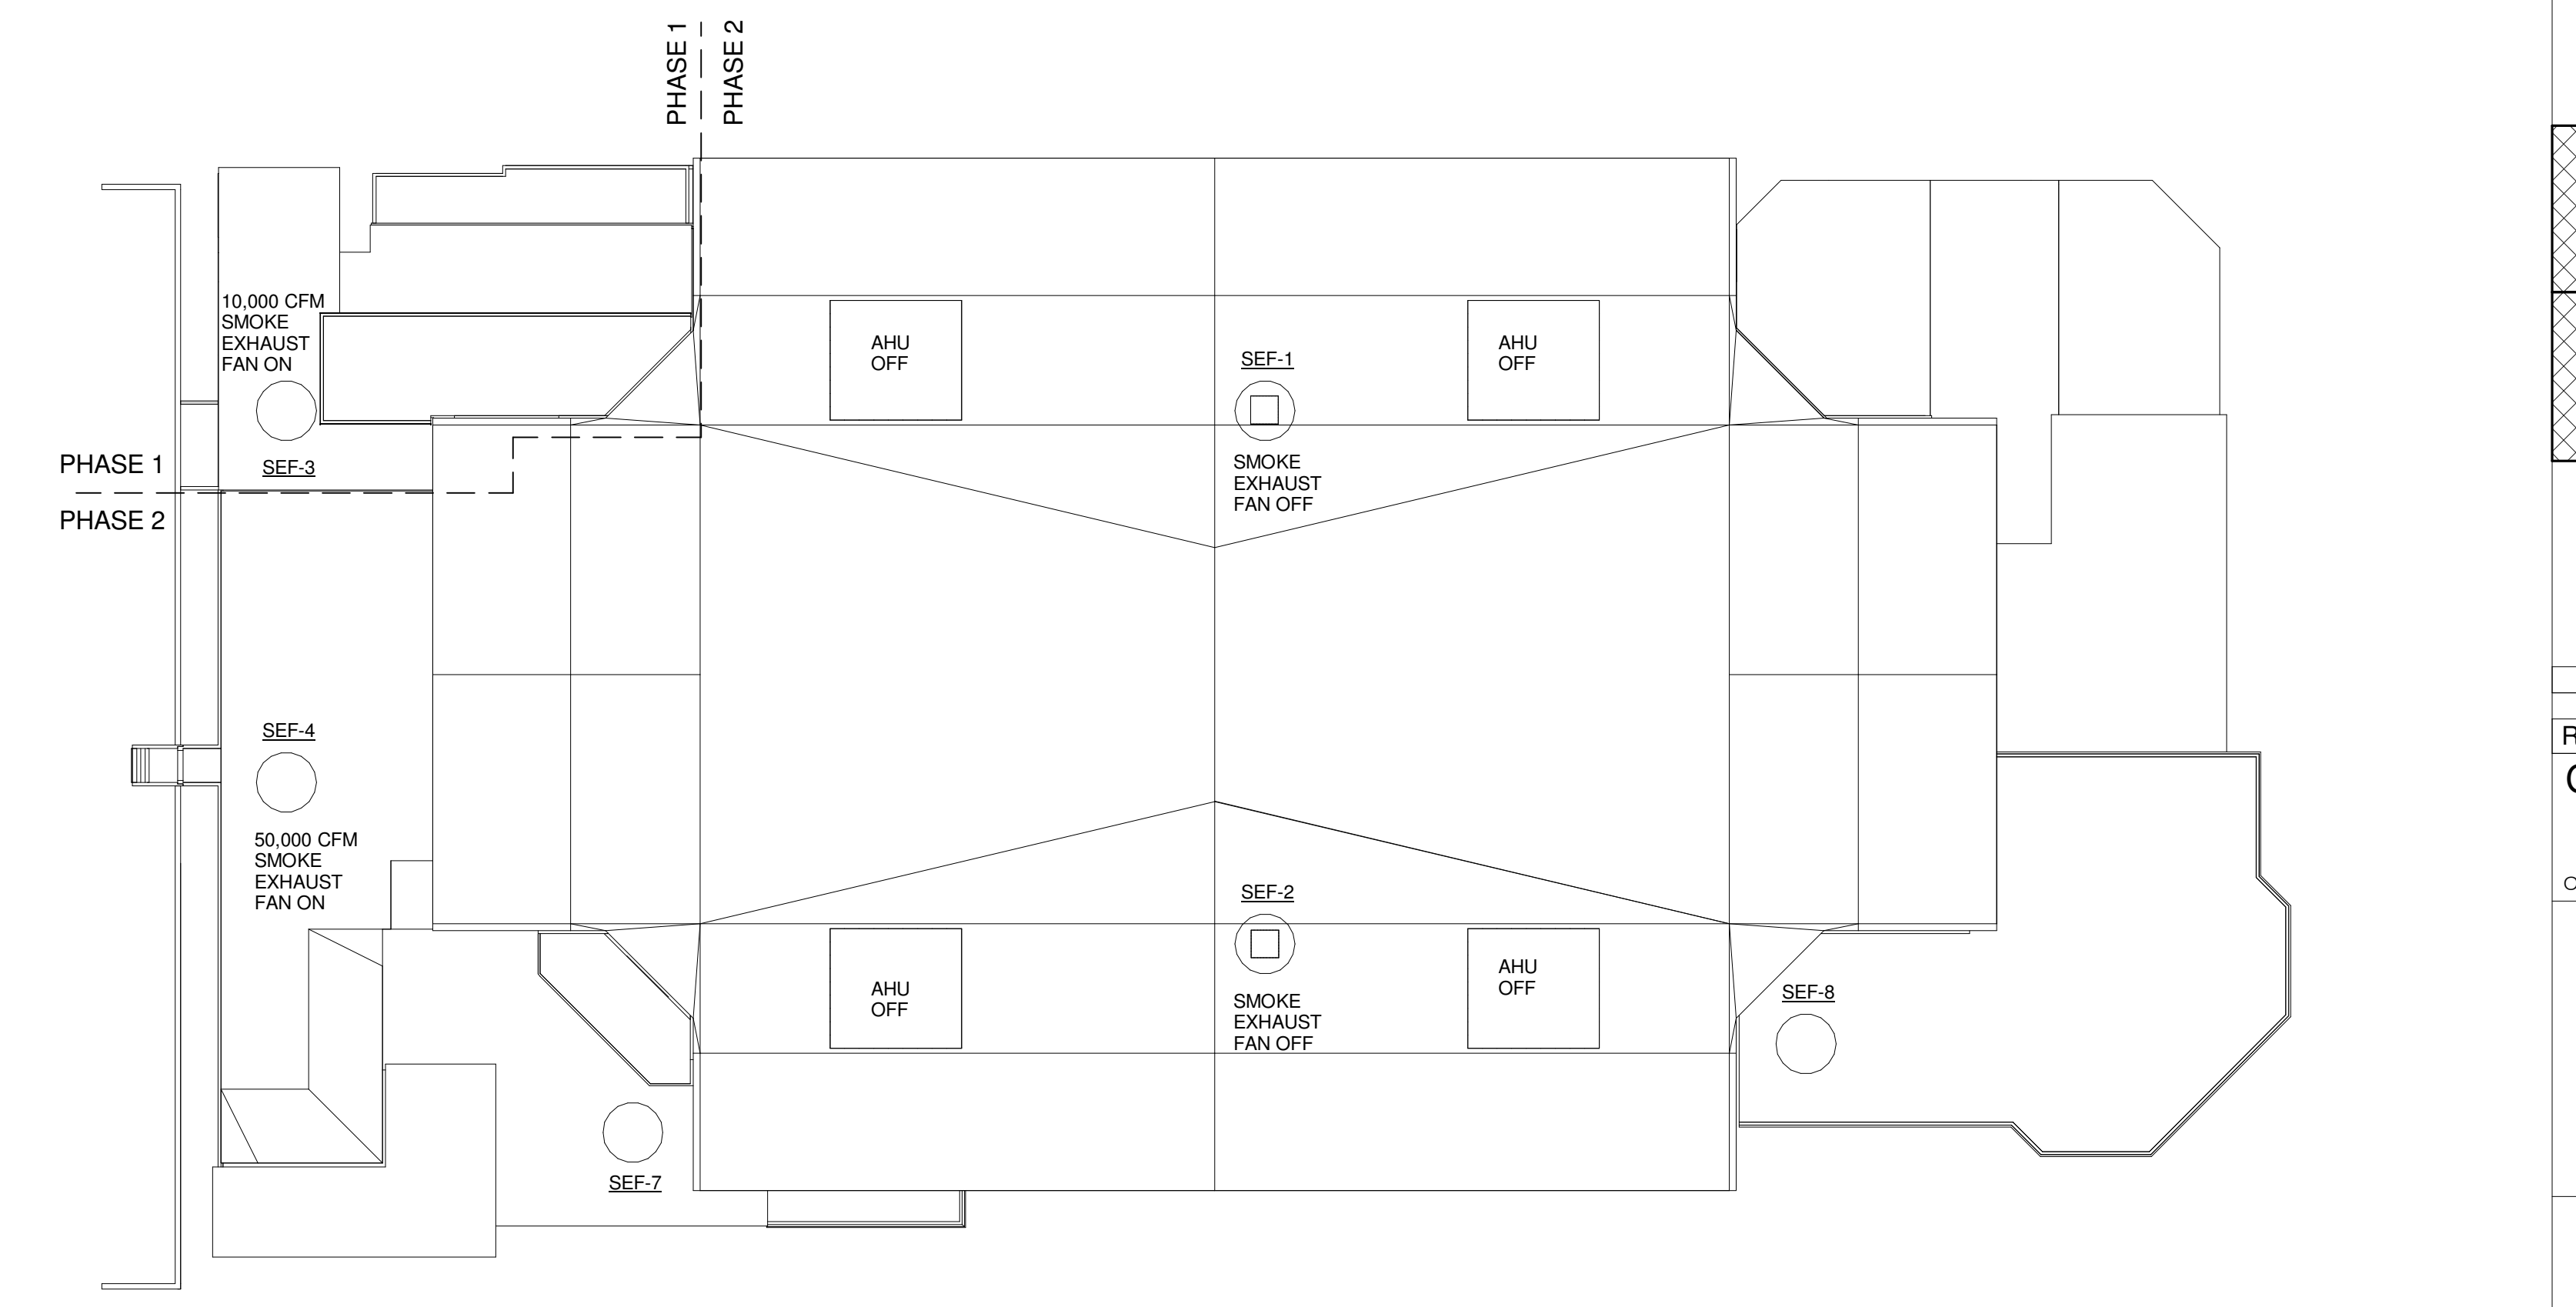 PHASE 1
PHASE 2
10,000 CFM
SMOKE
EXHAUST
FAN ON
SEF-3
AHU
OFF
SEF-1
SMOKE
EXHAUST
FAN OFF
AHU
OFF
PHASE 1
PHASE 2
SEF-4
50,000 CFM
SMOKE
EXHAUST
FAN ON
SEF-2
SMOKE
EXHAUST
FAN OFF
AHU
OFF
AHU
OFF
SEF-8
SEF-7
R